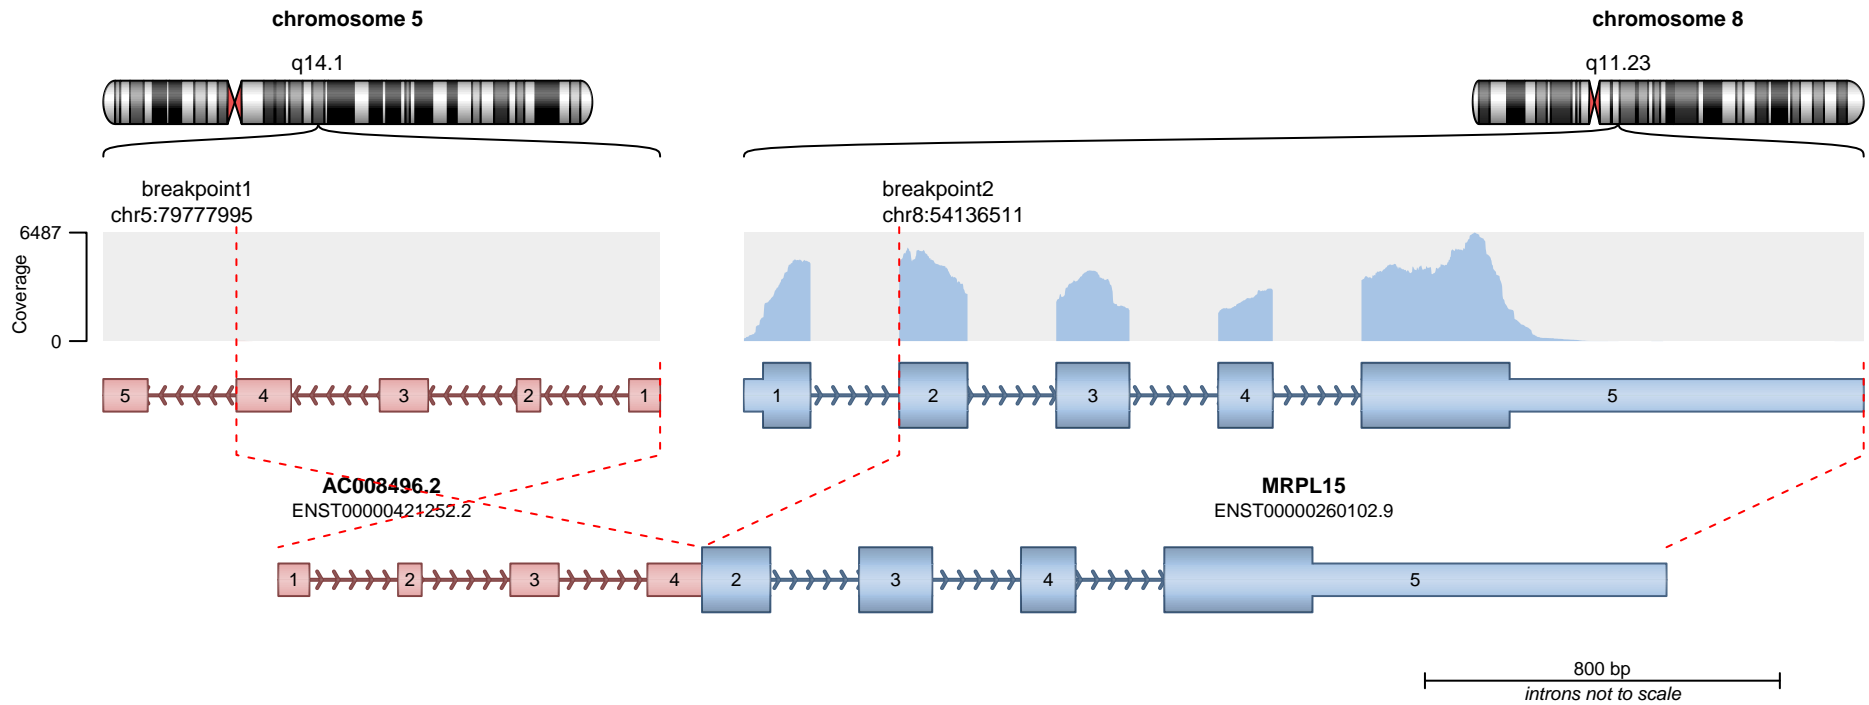 chromosome 5
chromosome 8
q14.1
q11.23
breakpoint1
chr5:79777995
breakpoint2
chr8:54136511
6487
Coverage
0
5 4 3 2 1
1 2 3 4 5
AC008496.2
ENST00000421252.2
MRPL15
ENST00000260102.9
1 2 3 4 2 3 4 5
800 bp
introns not to scale